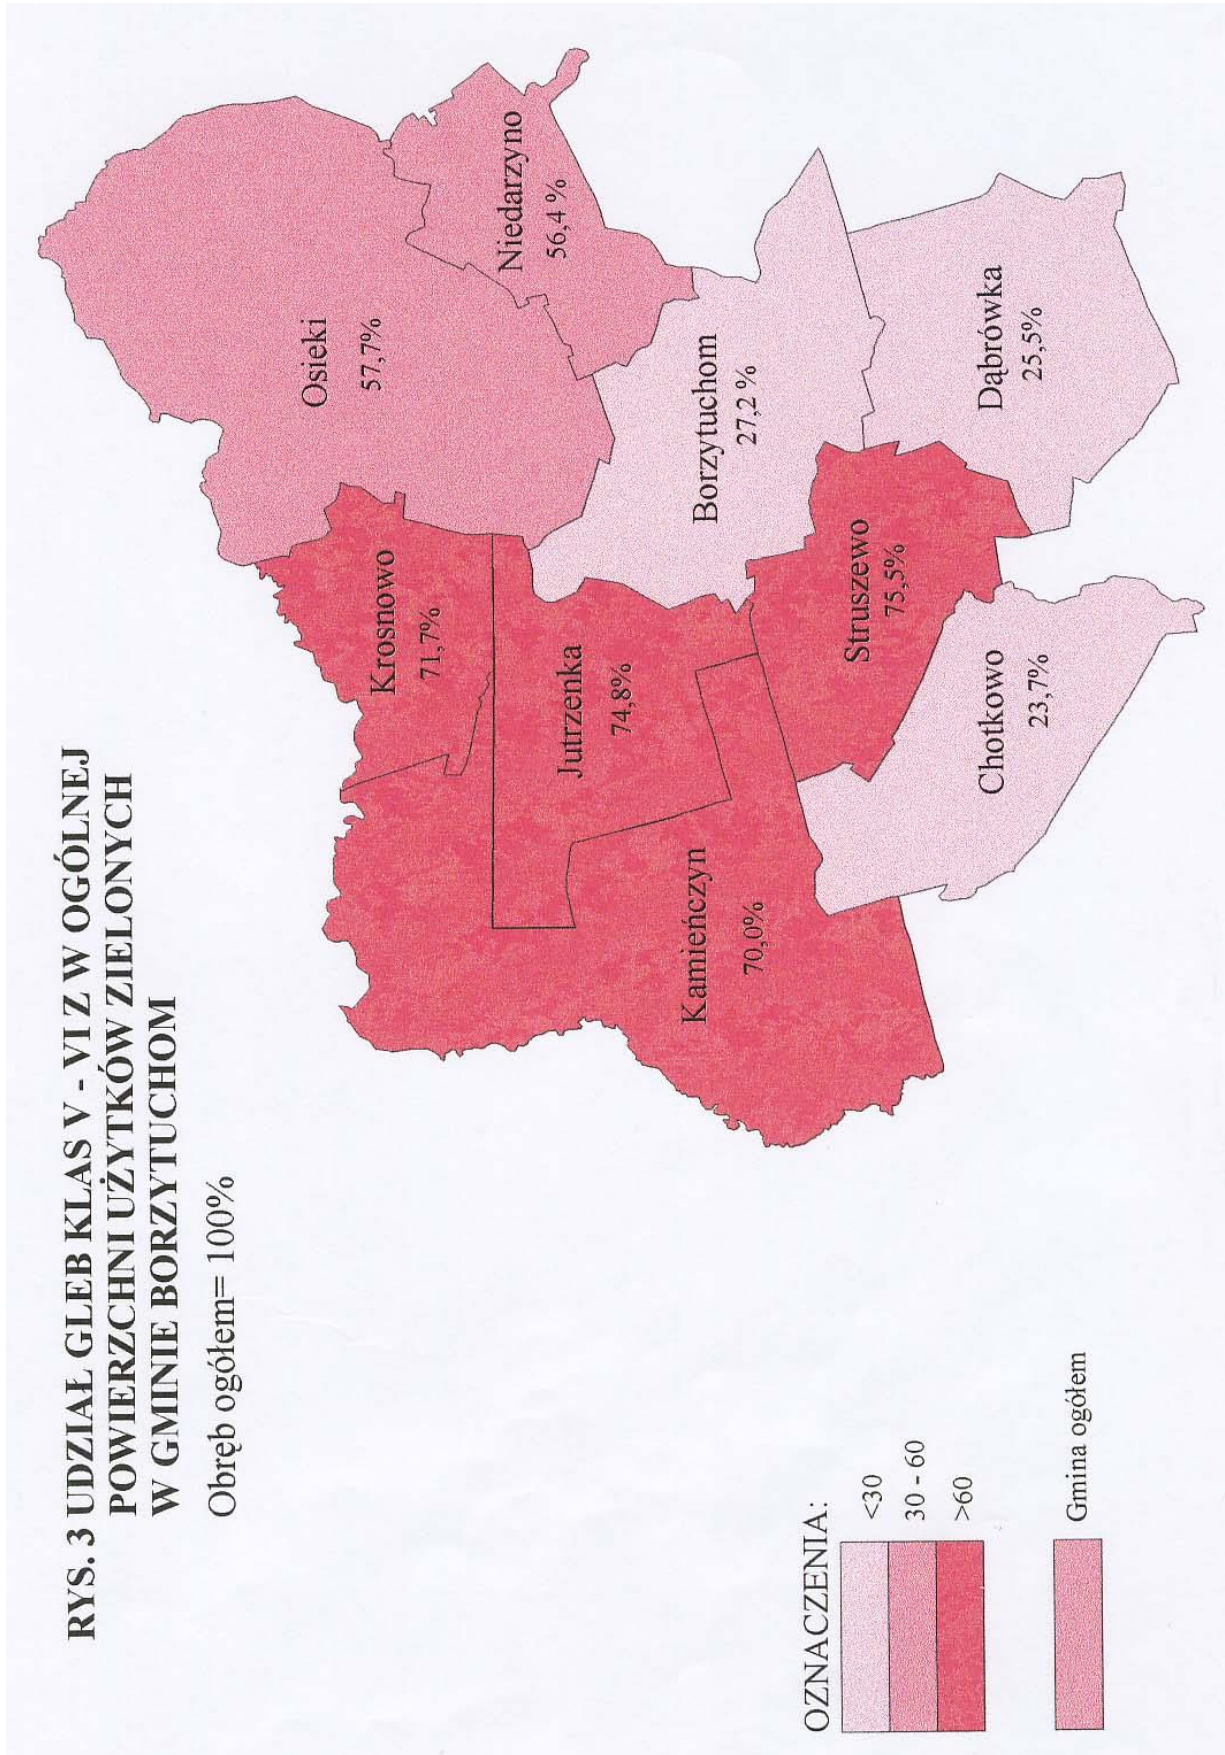 RYS. 3 UDZIAŁ GLEB KLAS V - VI Z W OGÓLNEJ
POWIERZCHNI UŻYTKÓW ZIELONYCH
W GMINIE BORZYTUCHOM
Obręb ogółem= 100%
Osieki
57,7%
Niedarzyno
56,4 %
Krosnowo
71,7%
Jutrzenka
74,8%
Borzytuchom
27,2 %
Kamieńczyn
70,0%
Struszewo
75,5%
Dąbrówka
25,5%
Chotkowo
23,7%
OZNACZENIA:
<30
30 - 60
>60
Gmina ogółem